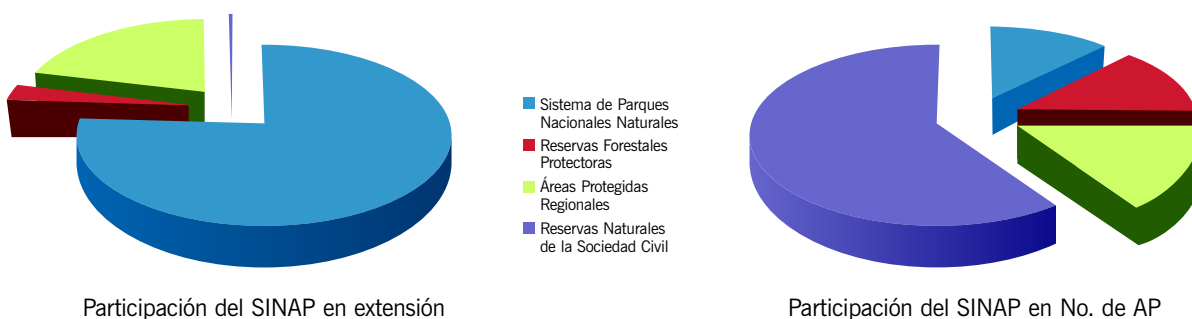 Sistema de Parques
Nacionales Naturales
Reservas Forestales
Protectoras
Áreas Protegidas
Regionales
Reservas Naturales
de la Sociedad Civil
Participación del SINAP en extensión
Participación del SINAP en No. de AP